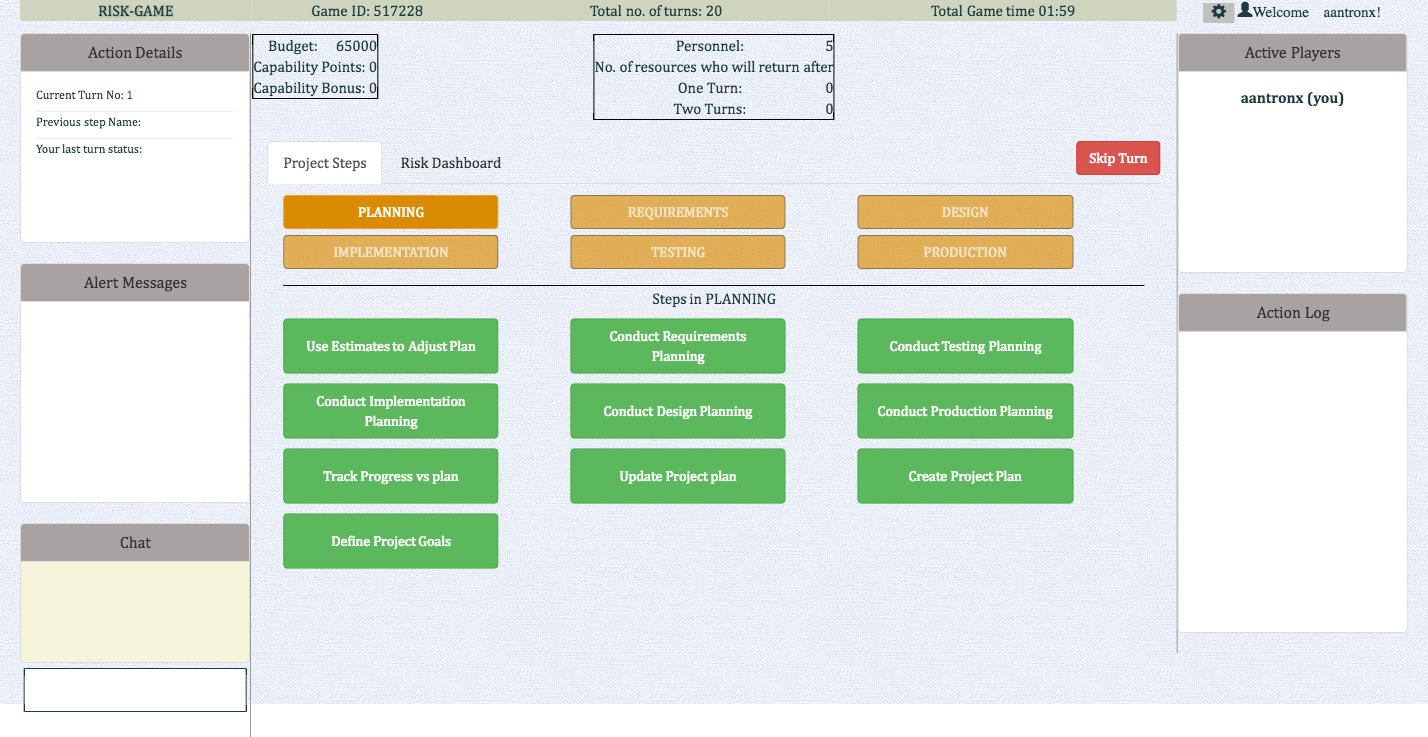 RISK-GAME
Game ID: 517228
Total no. of turns: 20
Total Game time 01:59
Welcome aantronx!
Action Details
Current Turn No: 1
Previous step Name:
Your last turn status:
Alert Messages
Chat
Budget: 65000
Capability Points: 0
Capability Bonus: 0
Personnel: 5
No. of resources who will return after
One Turn: 0
Two Turns: 0
Project Steps
Risk Dashboard
Skip Turn
PLANNING
REQUIREMENTS
DESIGN
IMPLEMENTATION
TESTING
PRODUCTION
Steps in PLANNING
Use Estimates to Adjust Plan
Conduct Requirements
Planning
Conduct Testing Planning
Conduct Implementation
Planning
Conduct Design Planning
Conduct Production Planning
Track Progress vs plan
Update Project plan
Create Project Plan
Define Project Goals
Active Players
aantronx (you)
Action Log